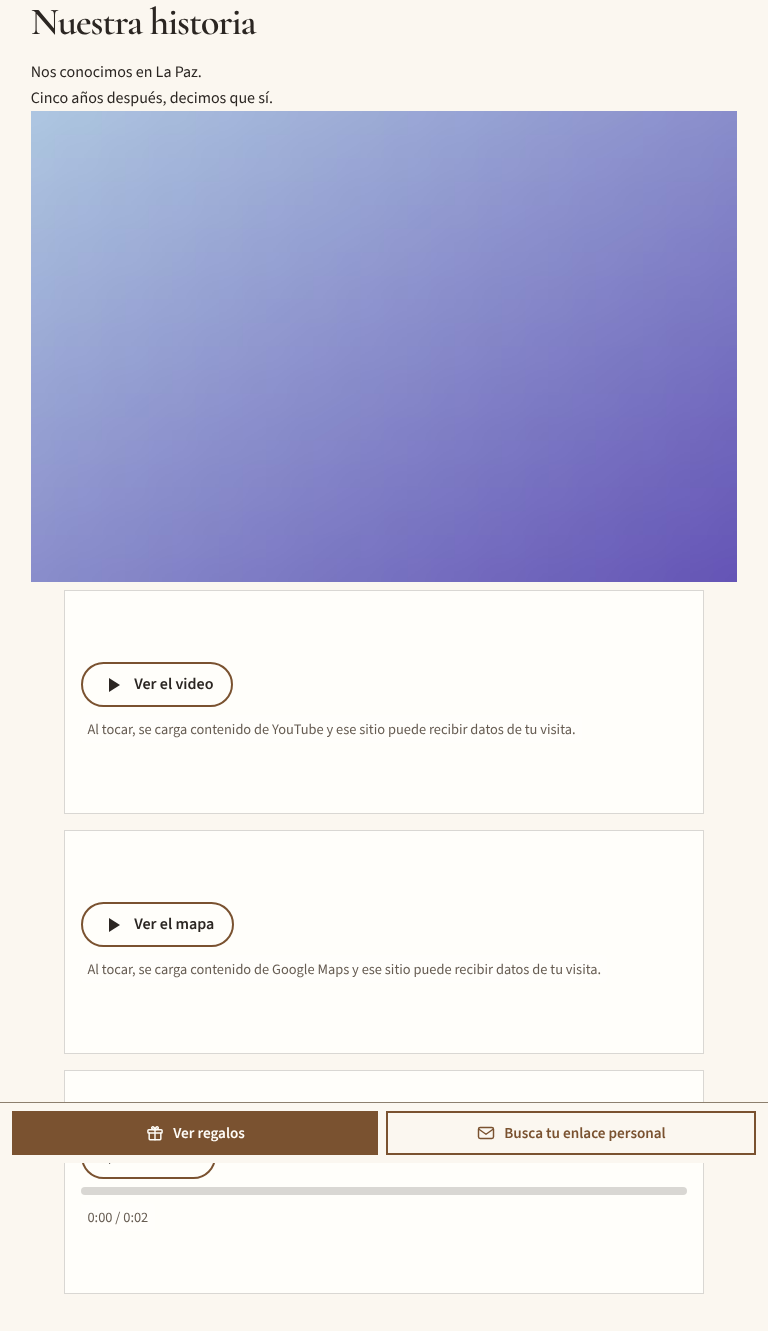 Nuestra historia
Nos conocimos en La Paz.
Cinco años después, decimos que sí.
Ver el video
Al tocar, se carga contenido de YouTube y ese sitio puede recibir datos de tu visita.
Ver el mapa
Al tocar, se carga contenido de Google Maps y ese sitio puede recibir datos de tu visita.
Ver regalos
Busca tu enlace personal
0:00 / 0:02